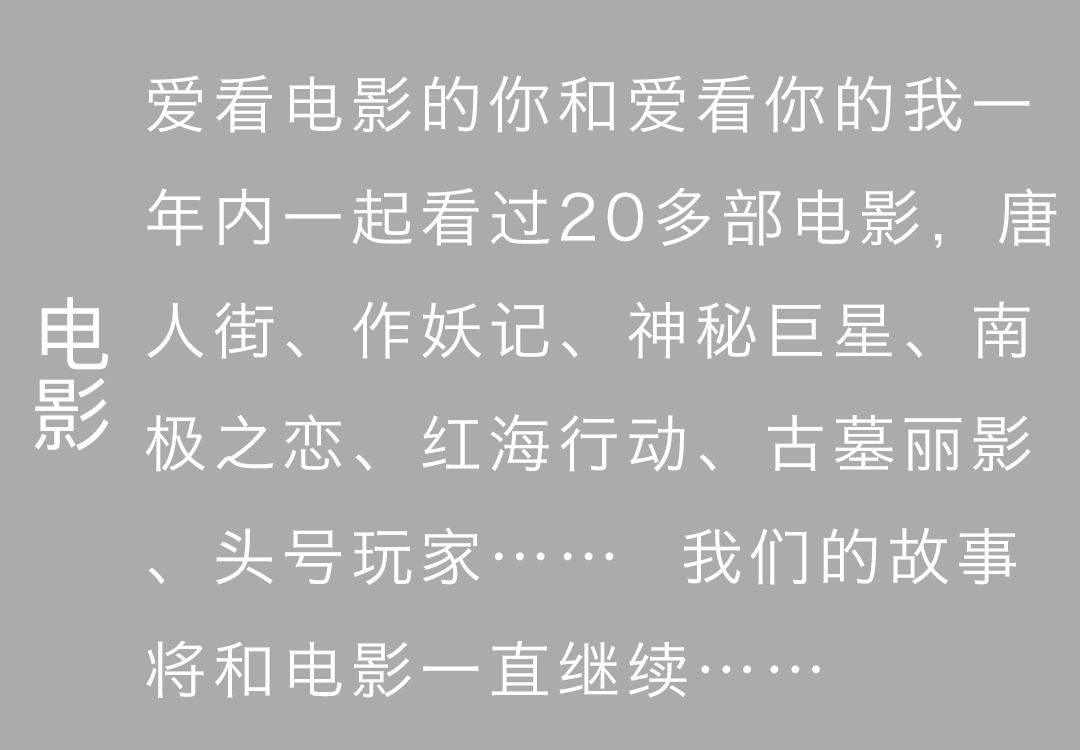 电
影
爱看电影的你和爱看你的我一
年内一起看过20多部电影，唐
人街、作妖记、神秘巨星、南
极之恋、红海行动、古墓丽影
、头号玩家…… 我们的故事
将和电影一直继续……